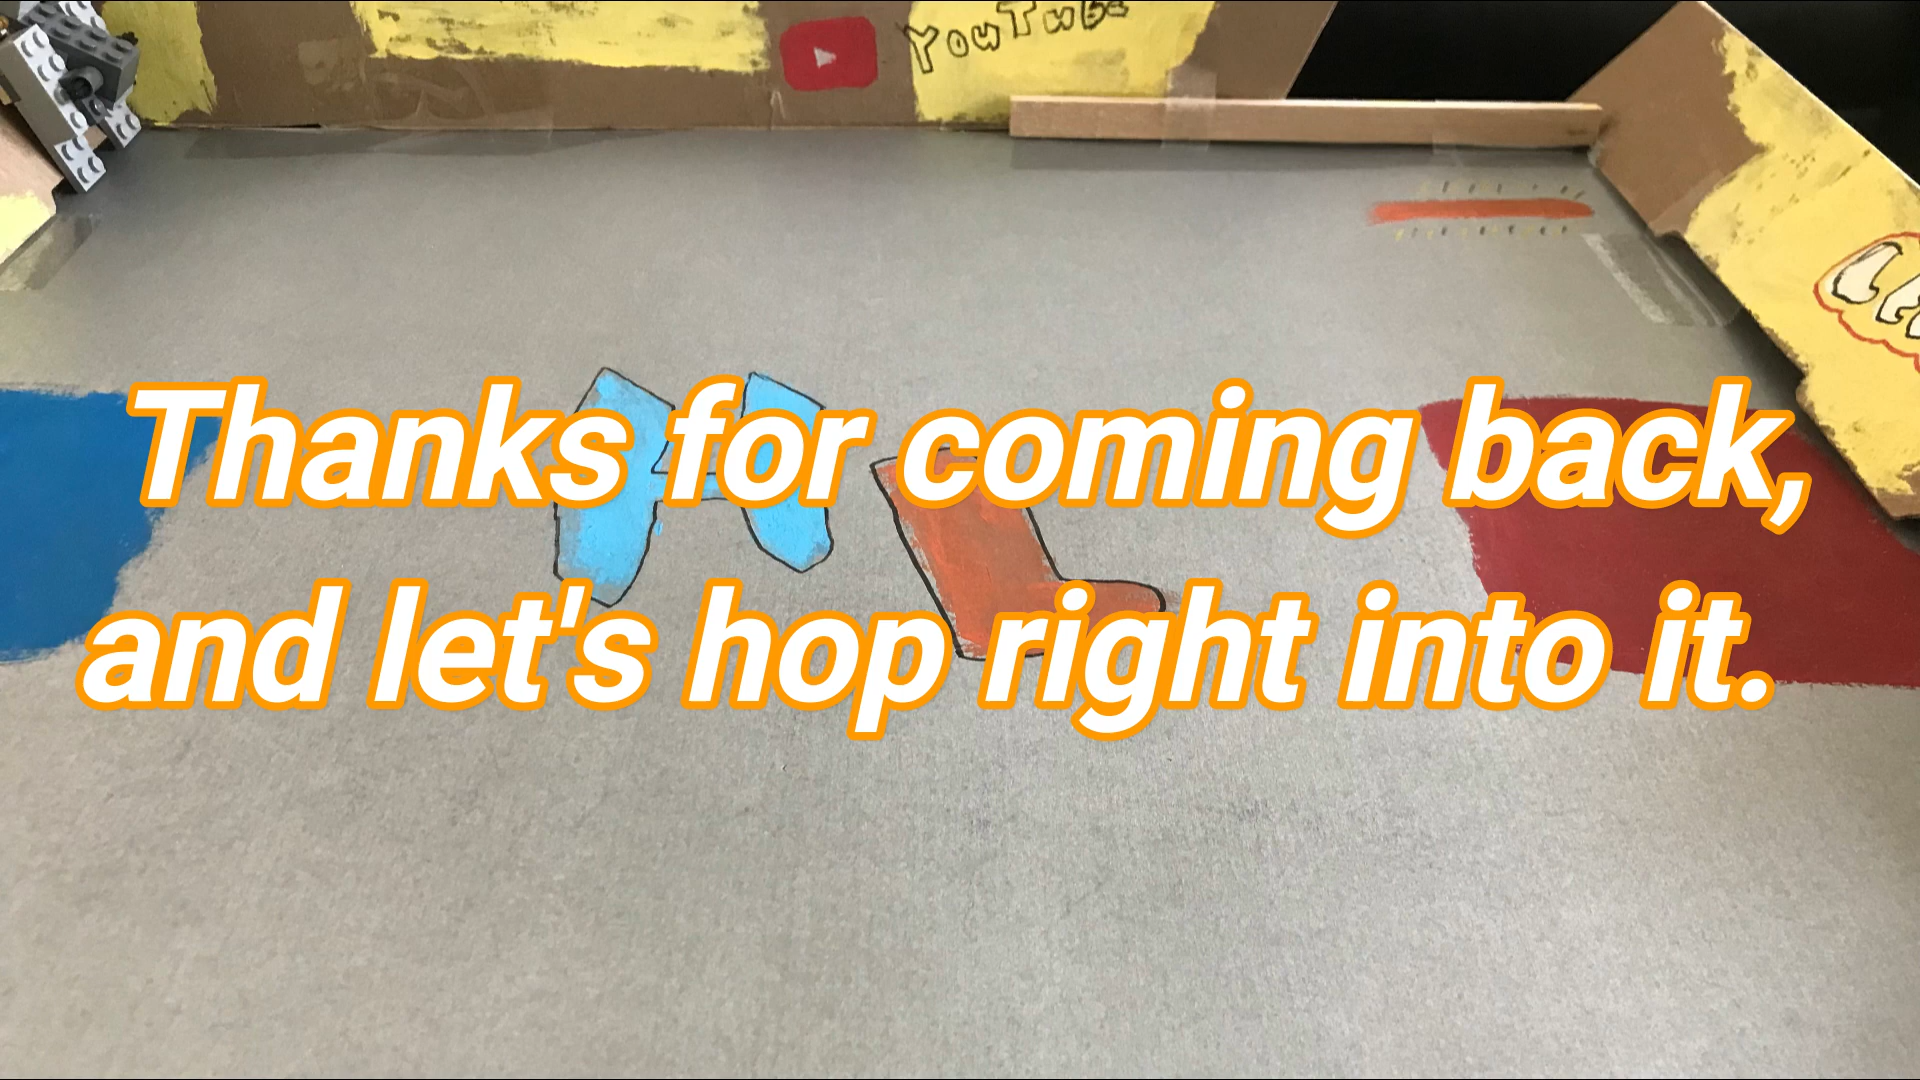 YouTube
Thanks for coming back,
and let's hop right into it.
H L